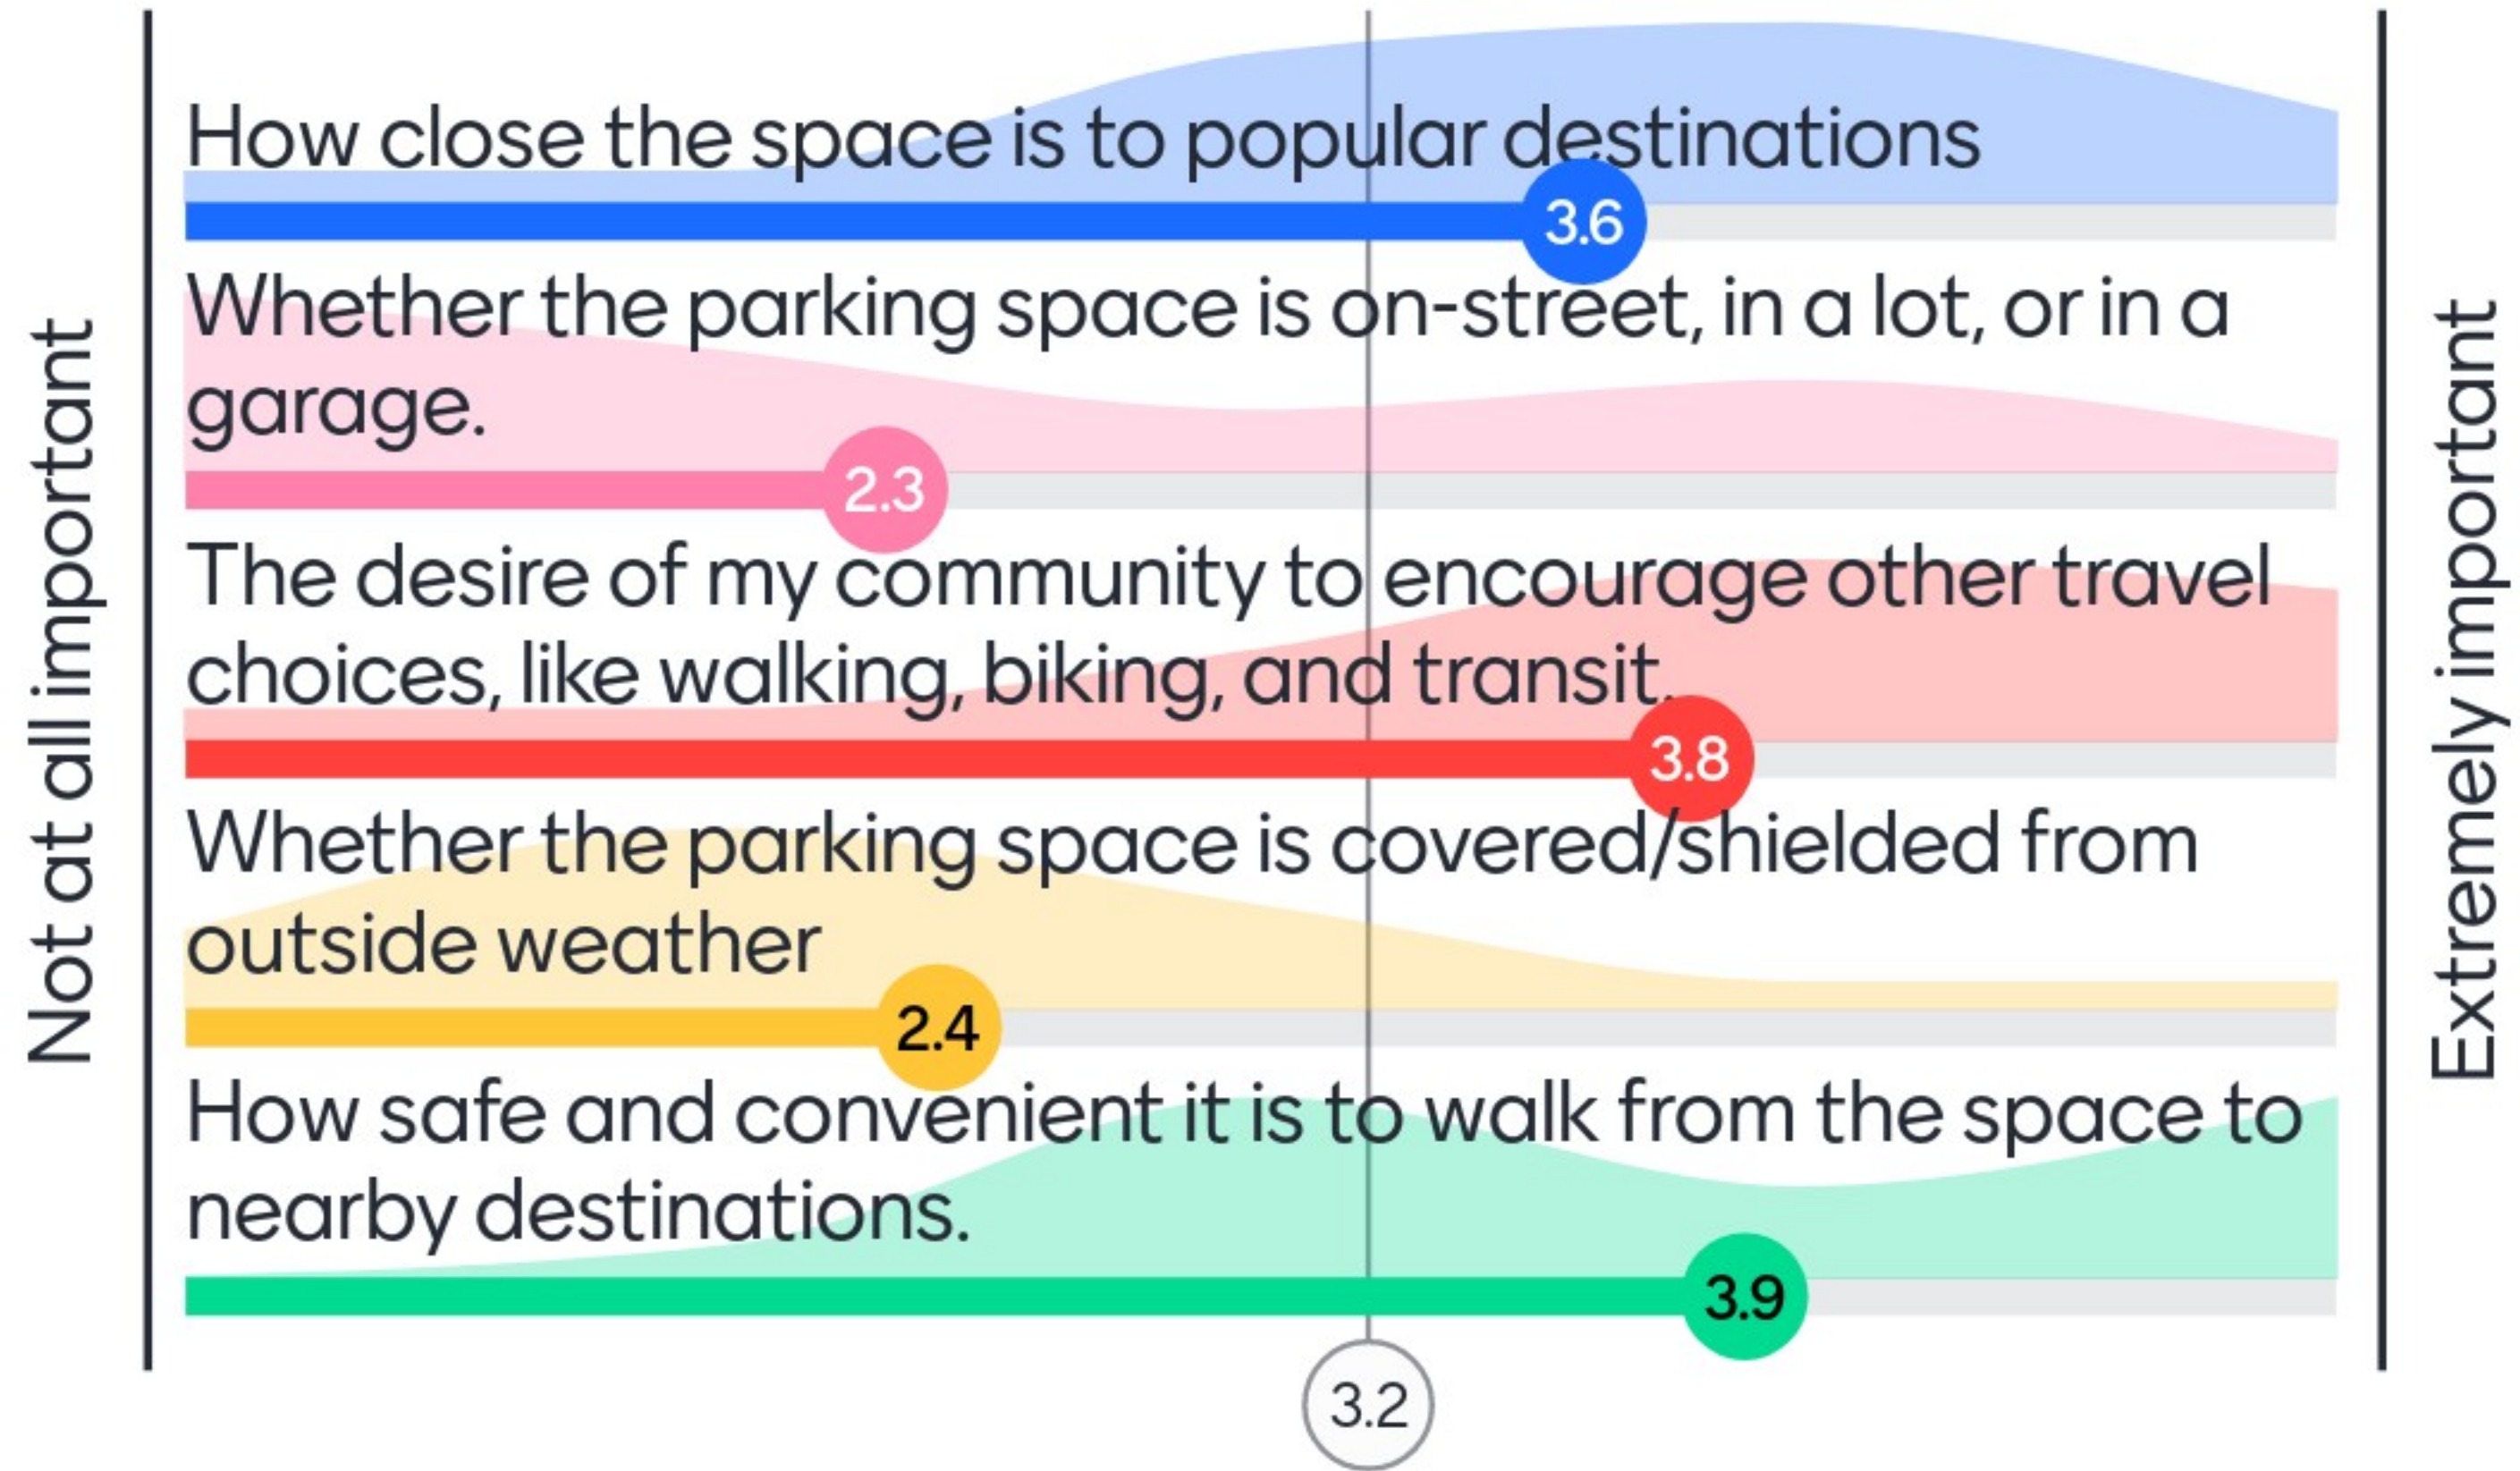 Not at all important
How close the space is to popular destinations
3.6
Whether the parking space is on-street, in a lot, or in a
garage.
2.3
The desire of my community to encourage other travel
choices, like walking, biking, and transit.
3.8
Whether the parking space is covered/shielded from
outside weather
2.4
How safe and convenient it is to walk from the space to
nearby destinations.
3.9
3.2
Extremely important